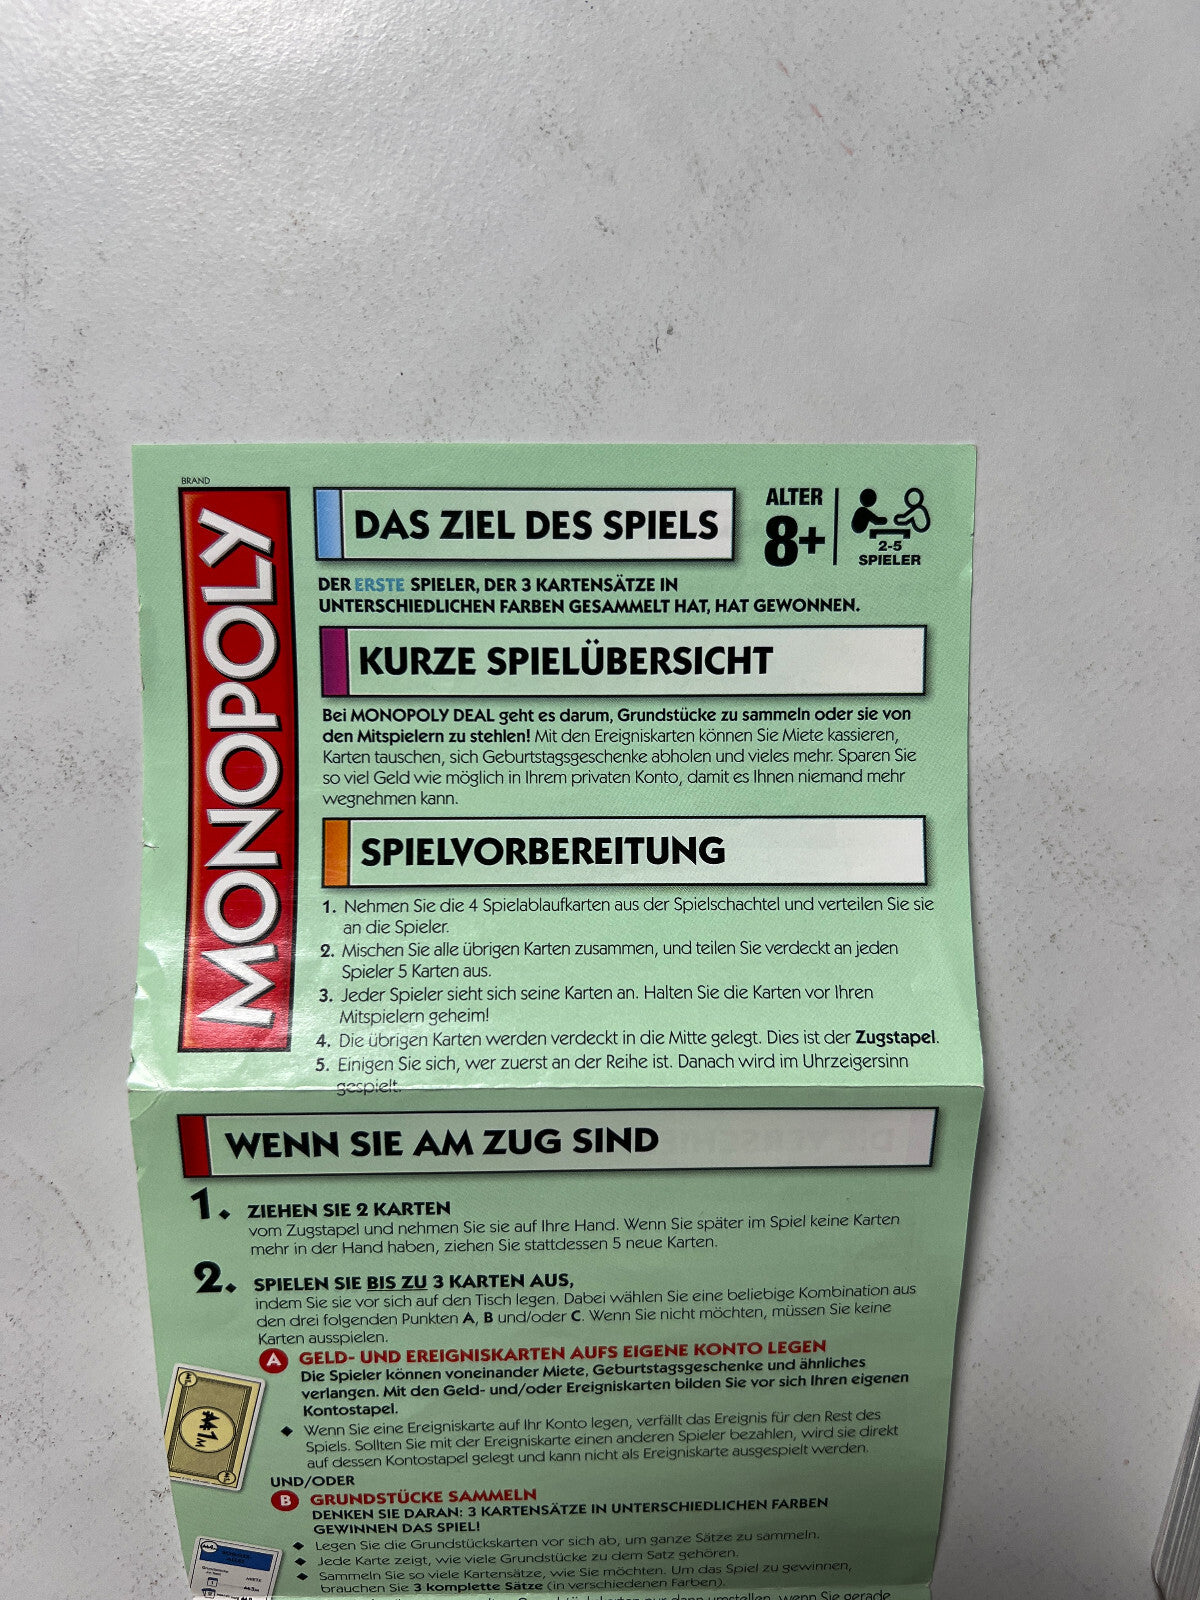 BRAND
MONOPOLY
DAS ZIEL DES SPIELS
ALTER
8+
2-5
SPIELER
DER ERSTE SPIELER, DER 3 KARTENSÄTZE IN
UNTERSCHIEDLICHEN FARBEN GESAMMELT HAT, HAT GEWONNEN.
KURZE SPIELÜBERSICHT
Bei MONOPOLY DEAL geht es darum, Grundstücke zu sammeln oder sie von
den Mitspielern zu stehlen! Mit den Ereigniskarten können Sie Miete kassieren,
Karten tauschen, sich Geburtstagsgeschenke abholen und vieles mehr. Sparen Sie
so viel Geld wie möglich in Ihrem privaten Konto, damit es Ihnen niemand mehr
wegnehmen kann.
SPIELVORBEREITUNG
1. Nehmen Sie die 4 Spielablaufkarten aus der Spielschachtel und verteilen Sie sie
an die Spieler.
2. Mischen Sie alle übrigen Karten zusammen, und teilen Sie verdeckt an jeden
Spieler 5 Karten aus.
3. Jeder Spieler sieht sich seine Karten an. Halten Sie die Karten vor Ihren
Mitspielern geheim!
4. Die übrigen Karten werden verdeckt in die Mitte gelegt. Dies ist der Zugstapel.
5. Einigen Sie sich, wer zuerst an der Reihe ist. Danach wird im Uhrzeigersinn
gespielt.
WENN SIE AM ZUG SIND
1. ZIEHEN SIE 2 KARTEN
vom Zugstapel und nehmen Sie sie auf Ihre Hand. Wenn Sie später im Spiel keine Karten
mehr in der Hand haben, ziehen Sie stattdessen 5 neue Karten.
2. SPIELEN SIE BIS ZU 3 KARTEN AUS,
indem Sie sie vor sich auf den Tisch legen. Dabei wählen Sie eine beliebige Kombination aus
den drei folgenden Punkten A, B und/oder C. Wenn Sie nicht möchten, müssen Sie keine
Karten ausspielen.
A GELD- UND EREIGNISKARTEN AUFS EIGENE KONTO LEGEN
Die Spieler können voneinander Miete, Geburtstagsgeschenke und ähnliches
verlangen. Mit den Geld- und/oder Ereigniskarten bilden Sie vor sich Ihren eigenen
Kontostapel.
◆ Wenn Sie eine Ereigniskarte auf Ihr Konto legen, verfällt das Ereignis für den Rest des
Spiels. Sollten Sie mit der Ereigniskarte einen anderen Spieler bezahlen, wird sie direkt
auf dessen Kontostapel gelegt und kann nicht als Ereigniskarte ausgespielt werden.
UND/ODER
B GRUNDSTÜCKE SAMMELN
DENKEN SIE DARAN: 3 KARTENSÄTZE IN UNTERSCHIEDLICHEN FARBEN
GEWINNEN DAS SPIEL!
◆ Legen Sie die Grundstückskarten vor sich ab, um ganze Sätze zu sammeln.
◆ Jede Karte zeigt, wie viele Grundstücke zu dem Satz gehören.
◆ Sammeln Sie so viele Kartensätze, wie Sie möchten. Um das Spiel zu gewinnen,
brauchen Sie 3 komplette Sätze (in verschiedenen Farben).